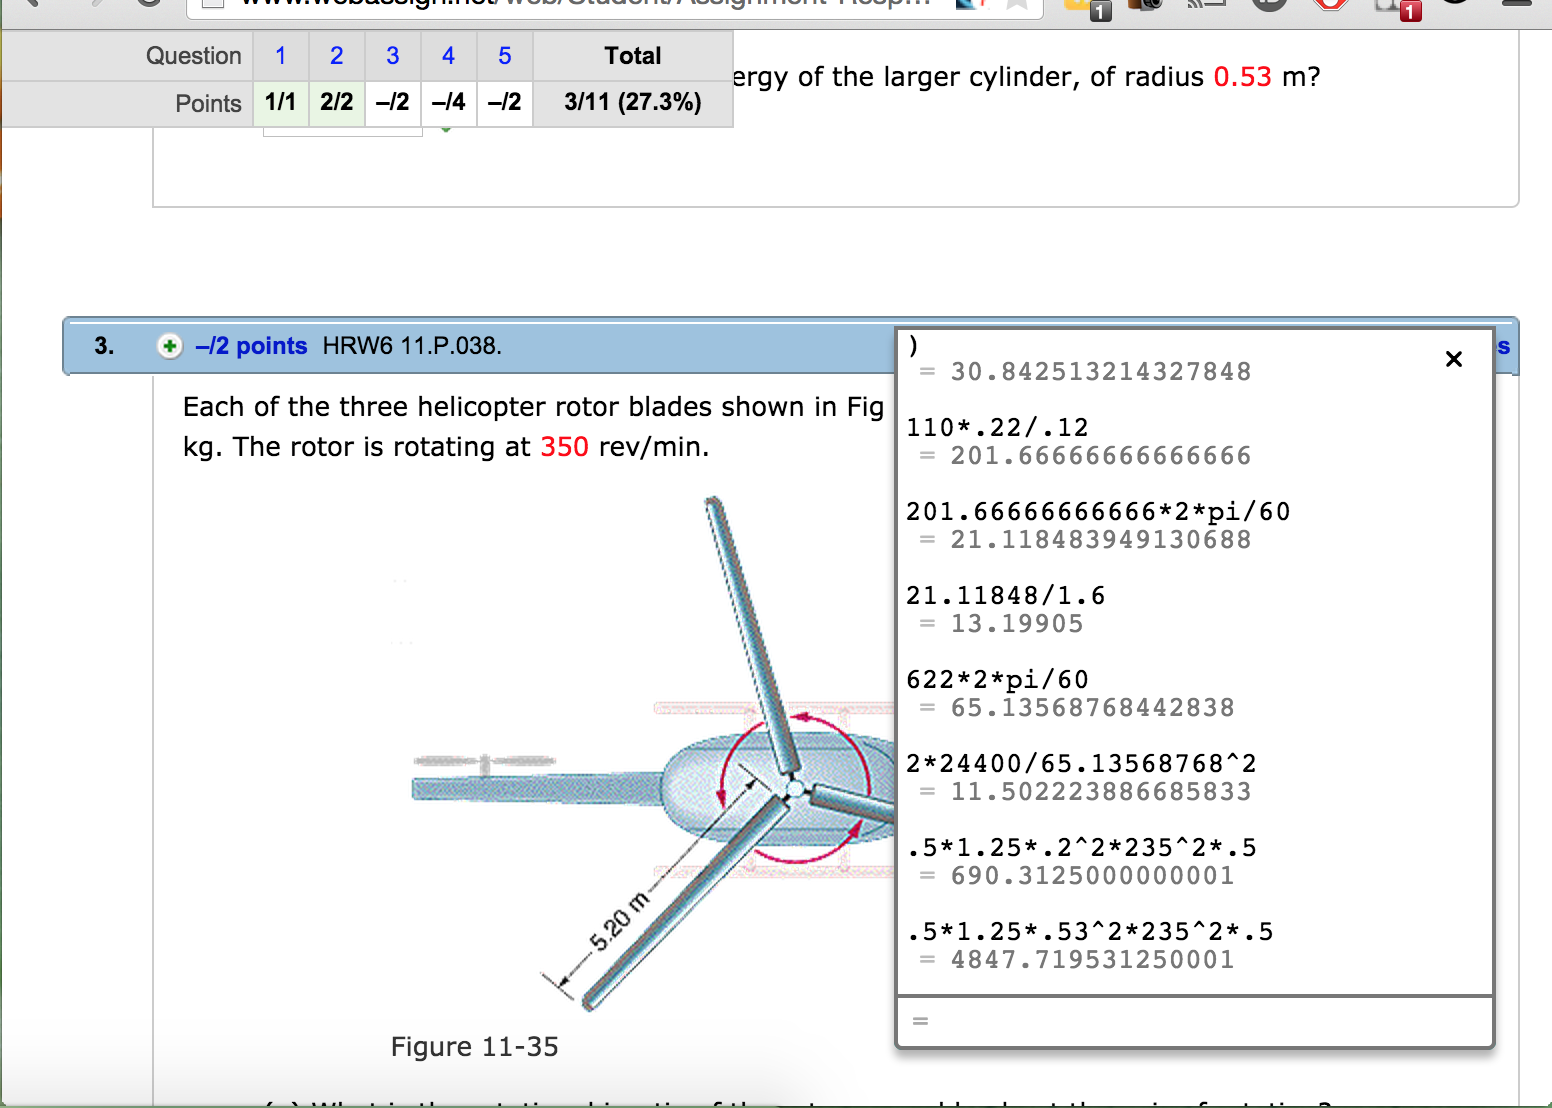 Question 1 2 3 4 5 Total
Points 1/1 2/2 –/2 –/4 –/2 3/11 (27.3%)
ergy of the larger cylinder, of radius 0.53 m?
1
1
3. –/2 points HRW6 11.P.038.
s
Each of the three helicopter rotor blades shown in Fig
kg. The rotor is rotating at 350 rev/min.
5.20 m
Figure 11-35
)
= 30.842513214327848
110*.22/.12
= 201.66666666666666
201.66666666666*2*pi/60
= 21.118483949130688
21.11848/1.6
= 13.19905
622*2*pi/60
= 65.13568768442838
2*24400/65.13568768^2
= 11.502223886685833
.5*1.25*.2^2*235^2*.5
= 690.3125000000001
.5*1.25*.53^2*235^2*.5
= 4847.719531250001
=